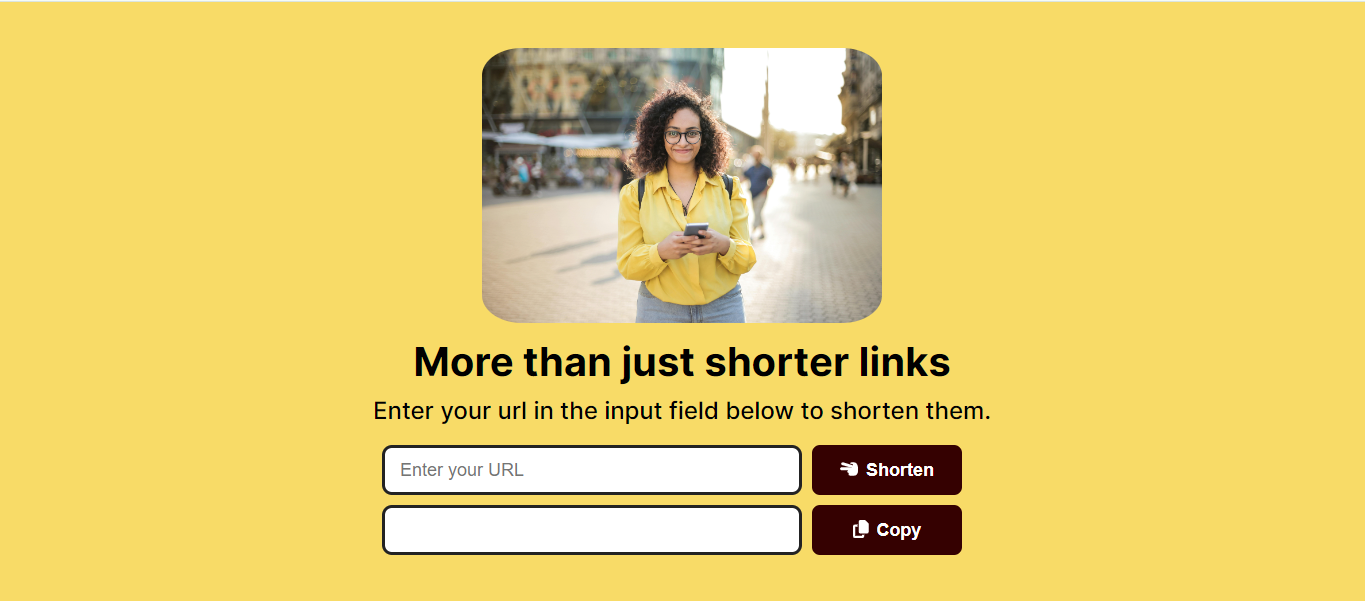 More than just shorter links
Enter your url in the input field below to shorten them.
Enter your URL
Shorten
Copy